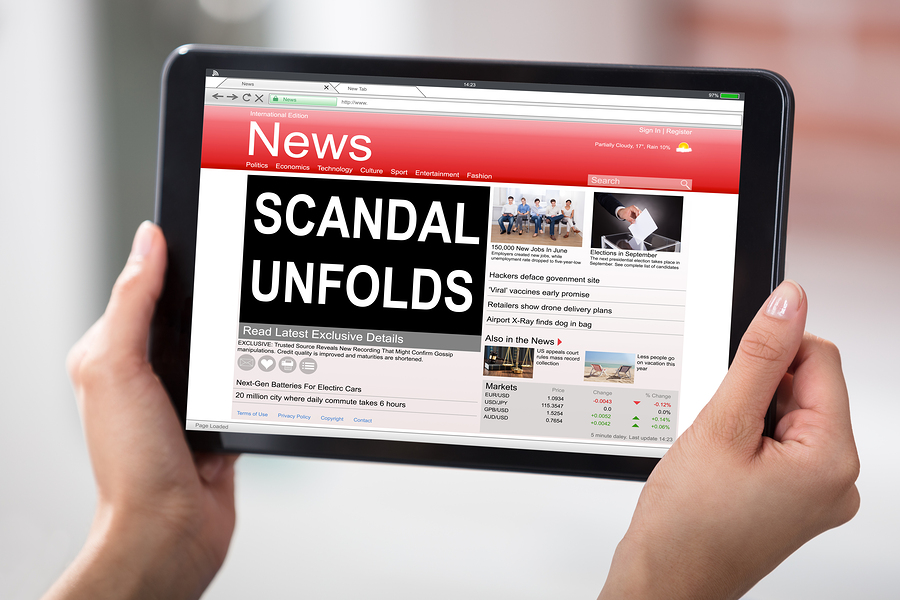 14:23
97%
News
New Tab
News
http://www.
International Edition
News
Sign In | Register
Partially Cloudy, 17°, Rain 10%
Politics Economics Technology Culture Sport Entertainment Fashion
Search
SCANDAL
UNFOLDS
Read Latest Exclusive Details
EXCLUSIVE: Trusted Source Reveals New Recording That Might Confirm Gossip
manipulations. Credit quality is improved and maturities are shortened.
Next-Gen Batteries For Electirc Cars
20 million city where daily commute takes 6 hours
Terms of Use Privacy Policy Copyright Contact
150,000 New Jobs In June
Employers created new jobs, while
unemployment rate dropped to five-year-low
Elections in September
The next presidential election takes place in
September. See complete list of candidates
Hackers deface govenment site
'Viral' vaccines early promise
Retailers show drone delivery plans
Airport X-Ray finds dog in bag
Also in the News
US appeals court
rules mass record
collection
Less people go
on vacation this
year
Markets Price Change % Change
EUR/USD 1.0934 -0.0043 -0.12%
USD/JPY 115.3547 0.0 0.0%
GPB/USD 1.5254 +0.0052 +0.14%
AUD/USD 0.7654 +0.0042 +0.06%
5 minute daley, Last update 14:23
Page Loaded